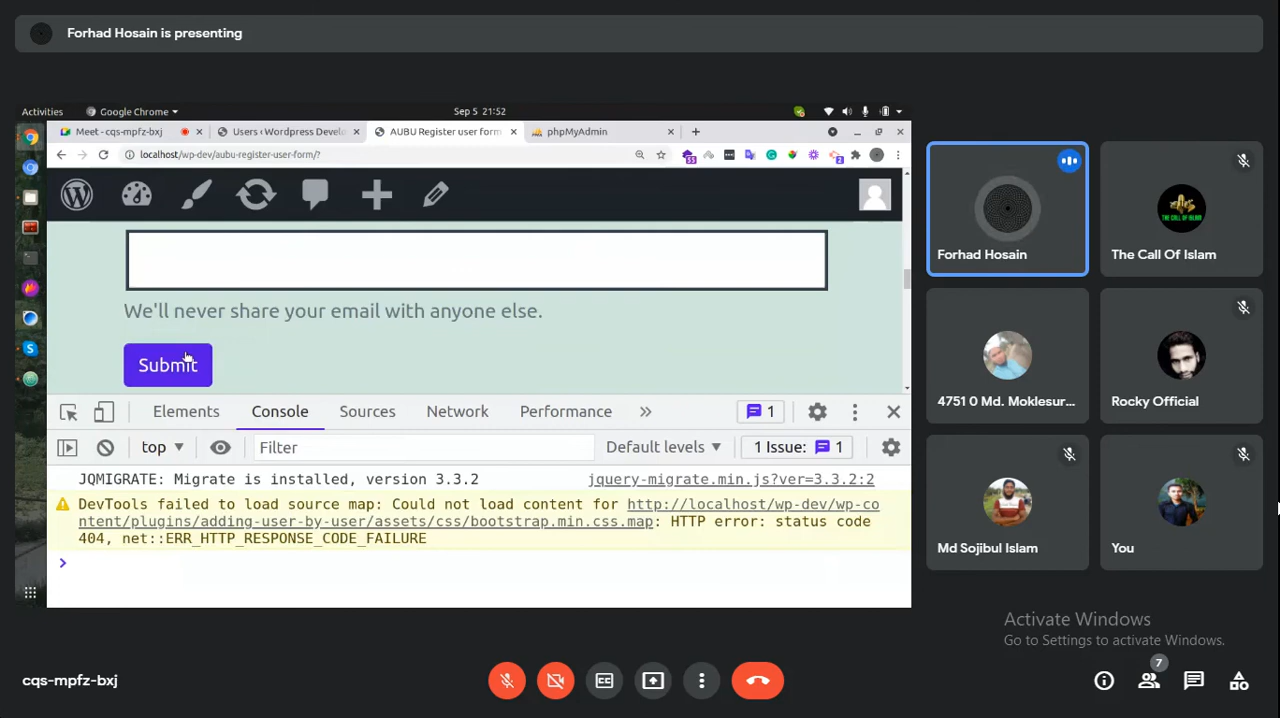 Forhad Hosain is presenting
Activities
Google Chrome
Sep 5 21:52
Meet - cqs-mpfz-bxj
Users ‹ Wordpress Devel
AUBU Register user form
phpMyAdmin
localhost/wp-dev/aubu-register-user-form/?
55
2
We'll never share your email with anyone else.
Submit
Elements
Console
Sources
Network
Performance
1
top
Filter
Default levels
1 Issue: 1
JQMIGRATE: Migrate is installed, version 3.3.2
jquery-migrate.min.js?ver=3.3.2:2
DevTools failed to load source map: Could not load content for http://localhost/wp-dev/wp-co
ntent/plugins/adding-user-by-user/assets/css/bootstrap.min.css.map: HTTP error: status code
404, net::ERR_HTTP_RESPONSE_CODE_FAILURE
Forhad Hosain
THE CALL OF ISLAM
The Call Of Islam
4751 0 Md. Moklesur...
Rocky Official
Md Sojibul Islam
You
Activate Windows
Go to Settings to activate Windows.
cqs-mpfz-bxj
7